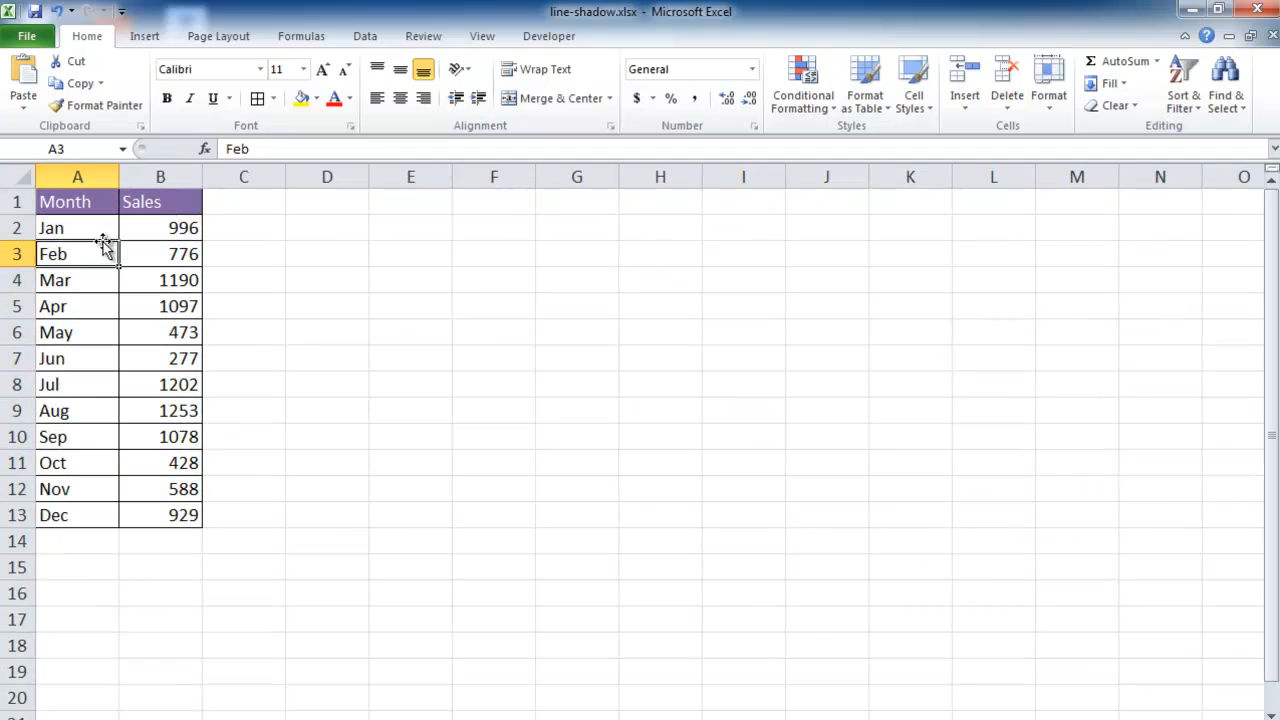 line-shadow.xlsx - Microsoft Excel
File Home Insert Page Layout Formulas Data Review View Developer
Paste Cut Copy Format Painter Clipboard
Calibri 11 B I U A A A Font
Wrap Text Merge & Center Alignment
General $ % , .0 .00 .00 .0 Number
Conditional Formatting Format as Table Cell Styles Styles
Insert Delete Format Cells
Σ AutoSum Fill Clear Sort & Filter Find & Select Editing
A3 fx Feb
A B C D E F G H I J K L M N O
1 Month Sales
2 Jan 996
3 Feb 776
4 Mar 1190
5 Apr 1097
6 May 473
7 Jun 277
8 Jul 1202
9 Aug 1253
10 Sep 1078
11 Oct 428
12 Nov 588
13 Dec 929
14
15
16
17
18
19
20